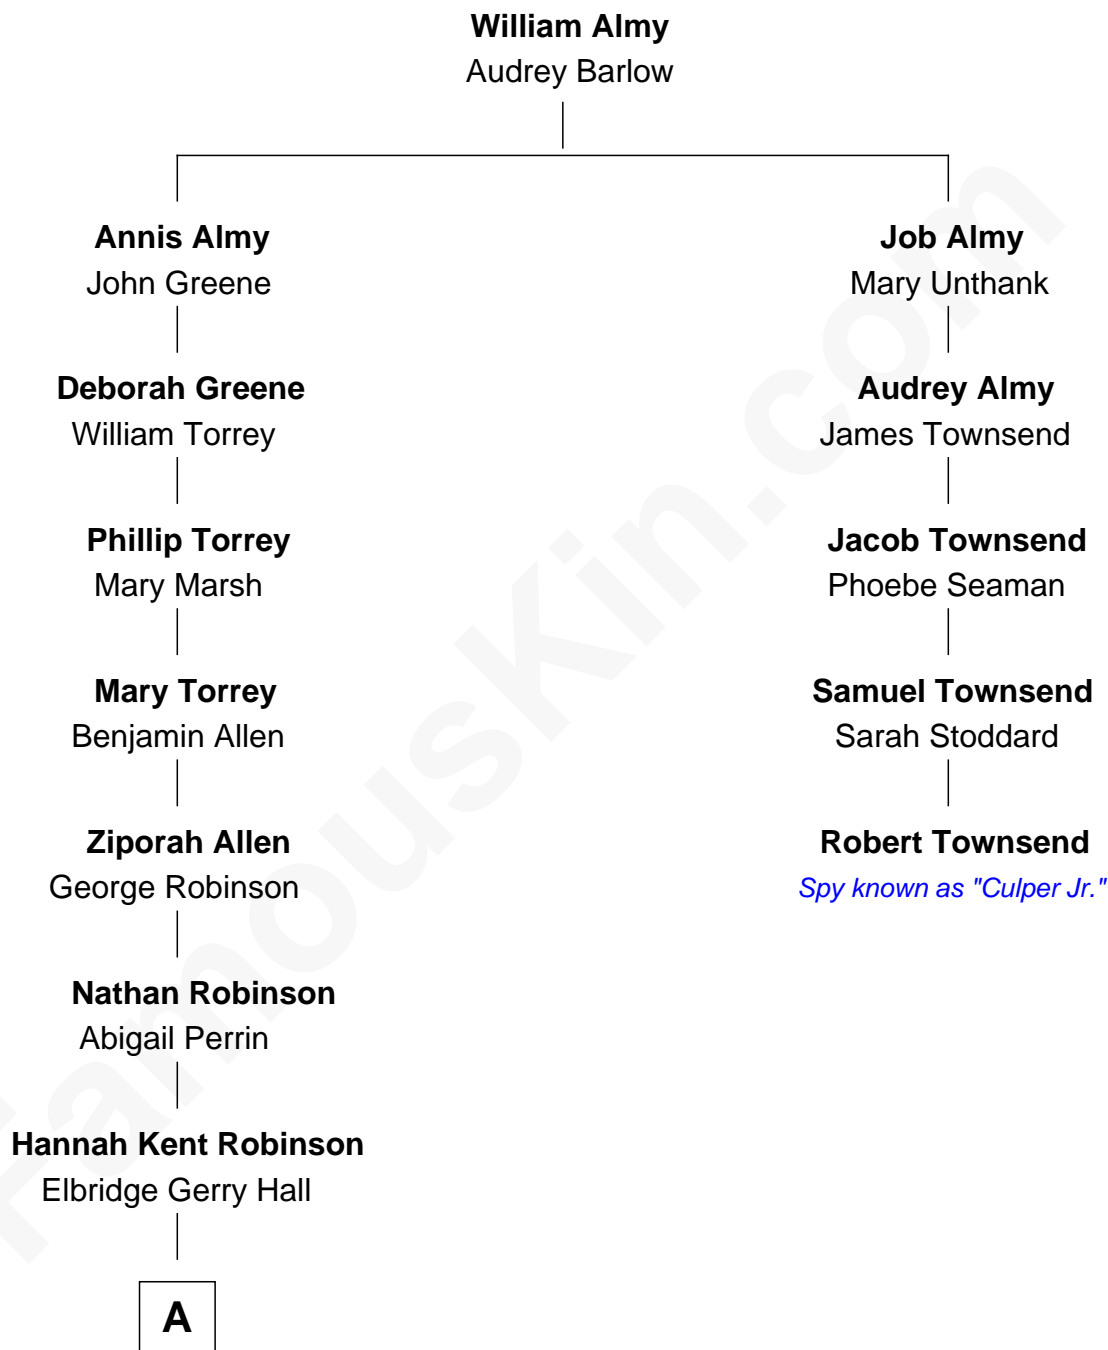 William Almy
Audrey Barlow
Annis Almy
John Greene
Job Almy
Mary Unthank
Deborah Greene
William Torrey
Audrey Almy
James Townsend
Phillip Torrey
Mary Marsh
Jacob Townsend
Phoebe Seaman
Mary Torrey
Benjamin Allen
Samuel Townsend
Sarah Stoddard
Ziporah Allen
George Robinson
Robert Townsend
Spy known as "Culper Jr."
Nathan Robinson
Abigail Perrin
Hannah Kent Robinson
Elbridge Gerry Hall
A
FamousKin.com